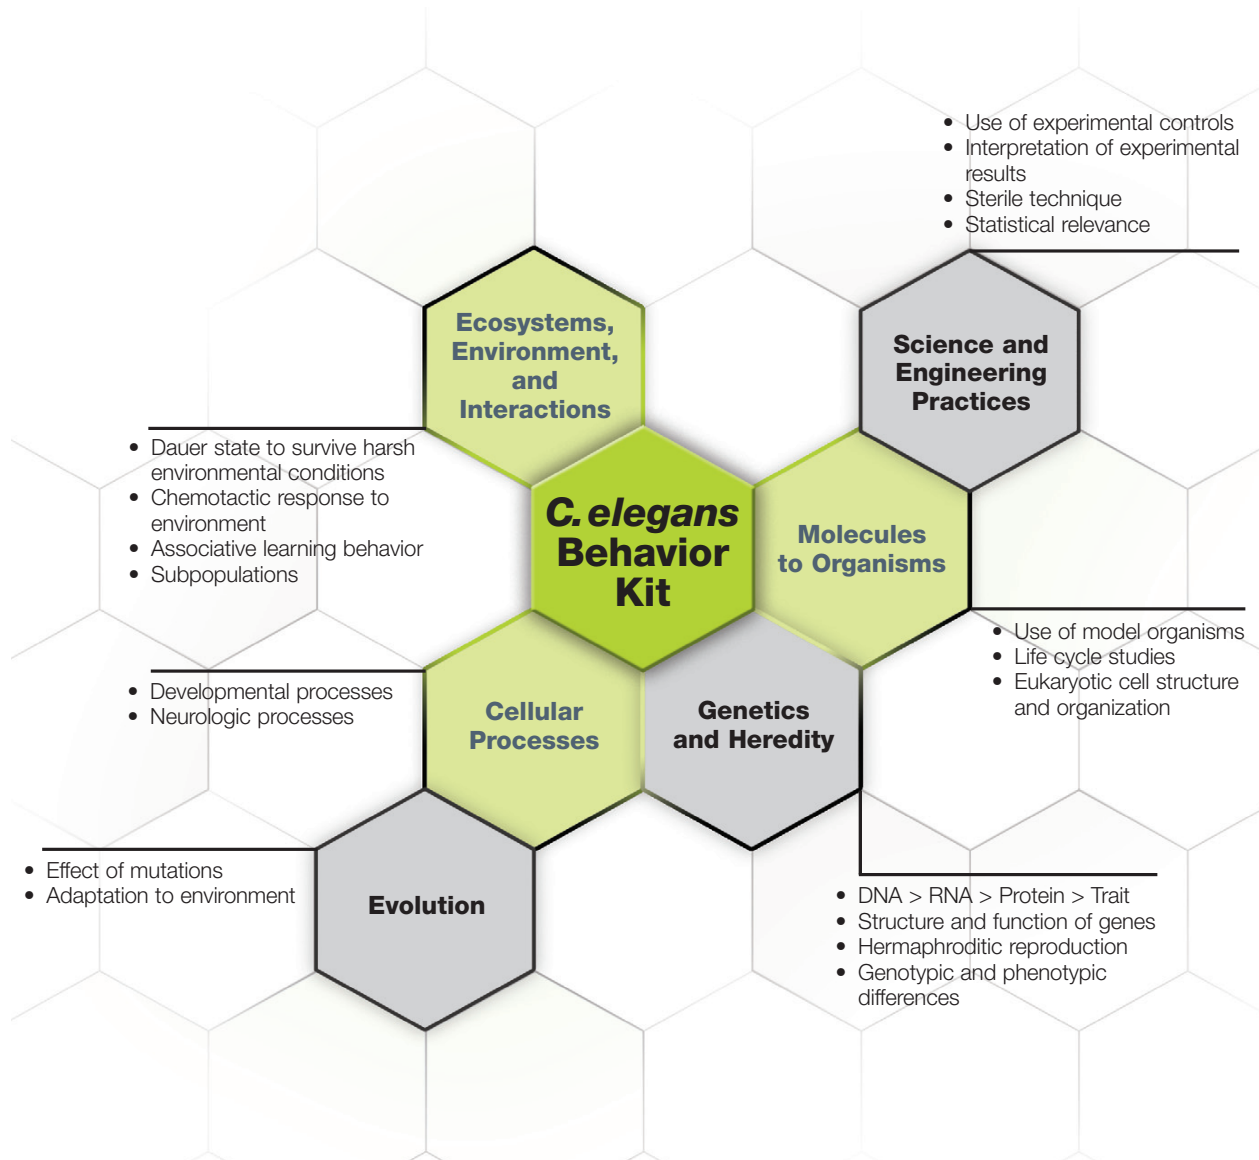 • Use of experimental controls
• Interpretation of experimental
results
• Sterile technique
• Statistical relevance
Science and
Engineering
Practices
Ecosystems,
Environment,
and
Interactions
• Dauer state to survive harsh
environmental conditions
• Chemotactic response to
environment
• Associative learning behavior
• Subpopulations
C. elegans
Behavior
Kit
Molecules
to Organisms
• Use of model organisms
• Life cycle studies
• Eukaryotic cell structure
and organization
• Developmental processes
• Neurologic processes
Cellular
Processes
Genetics
and Heredity
• DNA > RNA > Protein > Trait
• Structure and function of genes
• Hermaphroditic reproduction
• Genotypic and phenotypic
differences
• Effect of mutations
• Adaptation to environment
Evolution